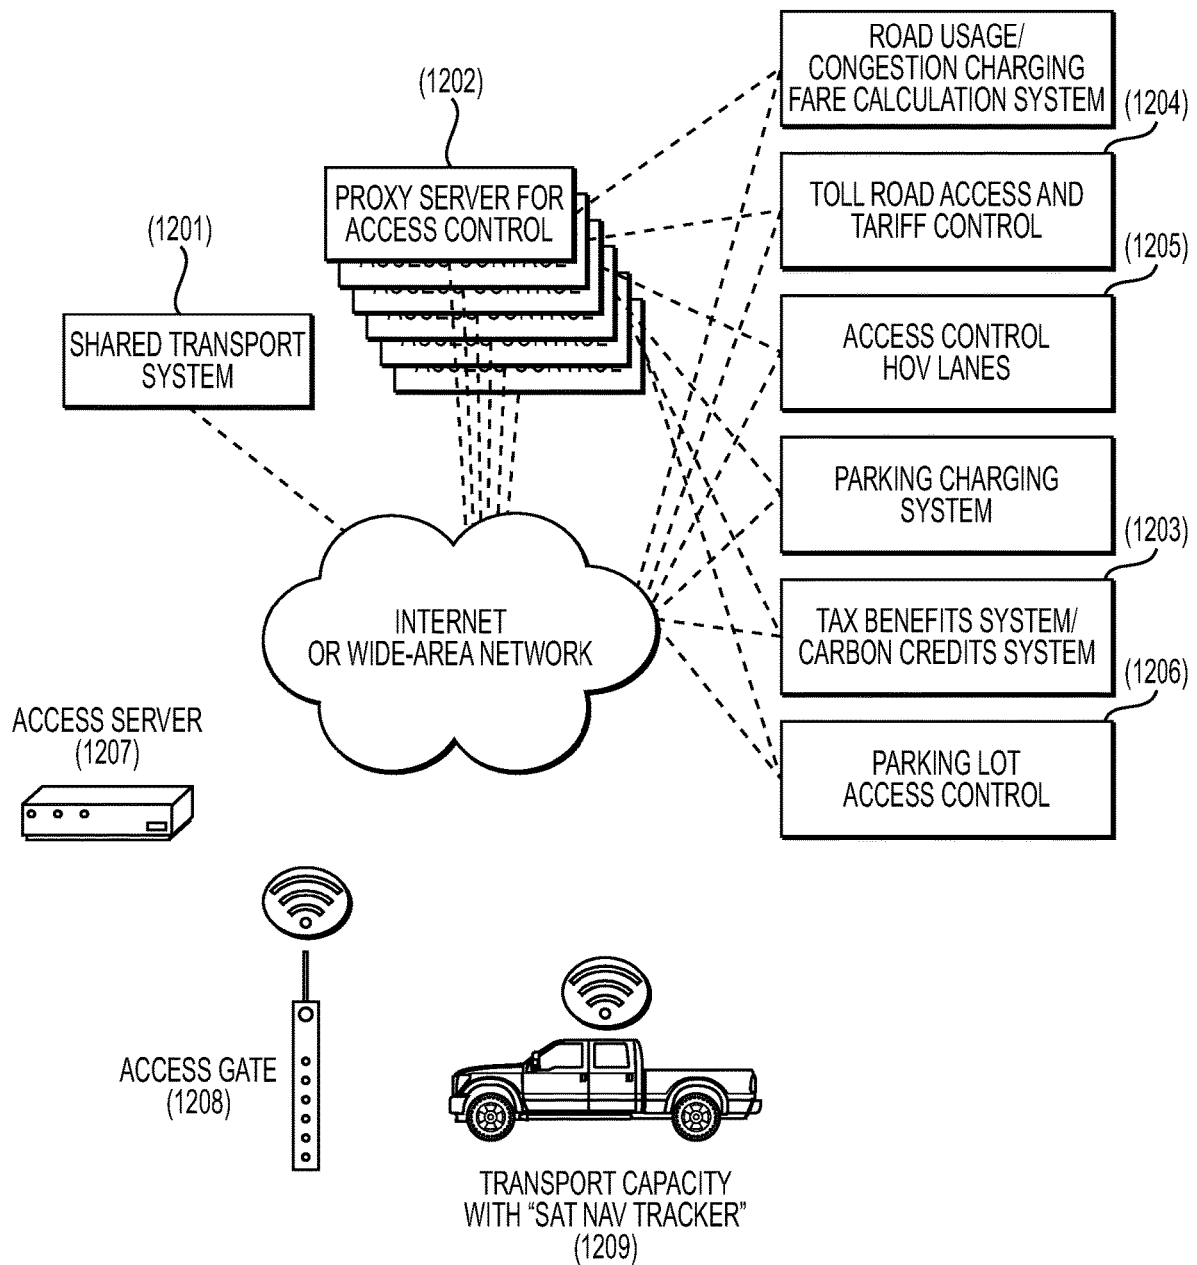 ROAD USAGE/
CONGESTION CHARGING
FARE CALCULATION SYSTEM
(1202)
(1204)
PROXY SERVER FOR
ACCESS CONTROL
TOLL ROAD ACCESS AND
TARIFF CONTROL
(1201)
(1205)
SHARED TRANSPORT
SYSTEM
ACCESS CONTROL
HOV LANES
PARKING CHARGING
SYSTEM
(1203)
INTERNET
OR WIDE-AREA NETWORK
TAX BENEFITS SYSTEM/
CARBON CREDITS SYSTEM
(1206)
ACCESS SERVER
(1207)
PARKING LOT
ACCESS CONTROL
ACCESS GATE
(1208)
TRANSPORT CAPACITY
WITH "SAT NAV TRACKER"
(1209)